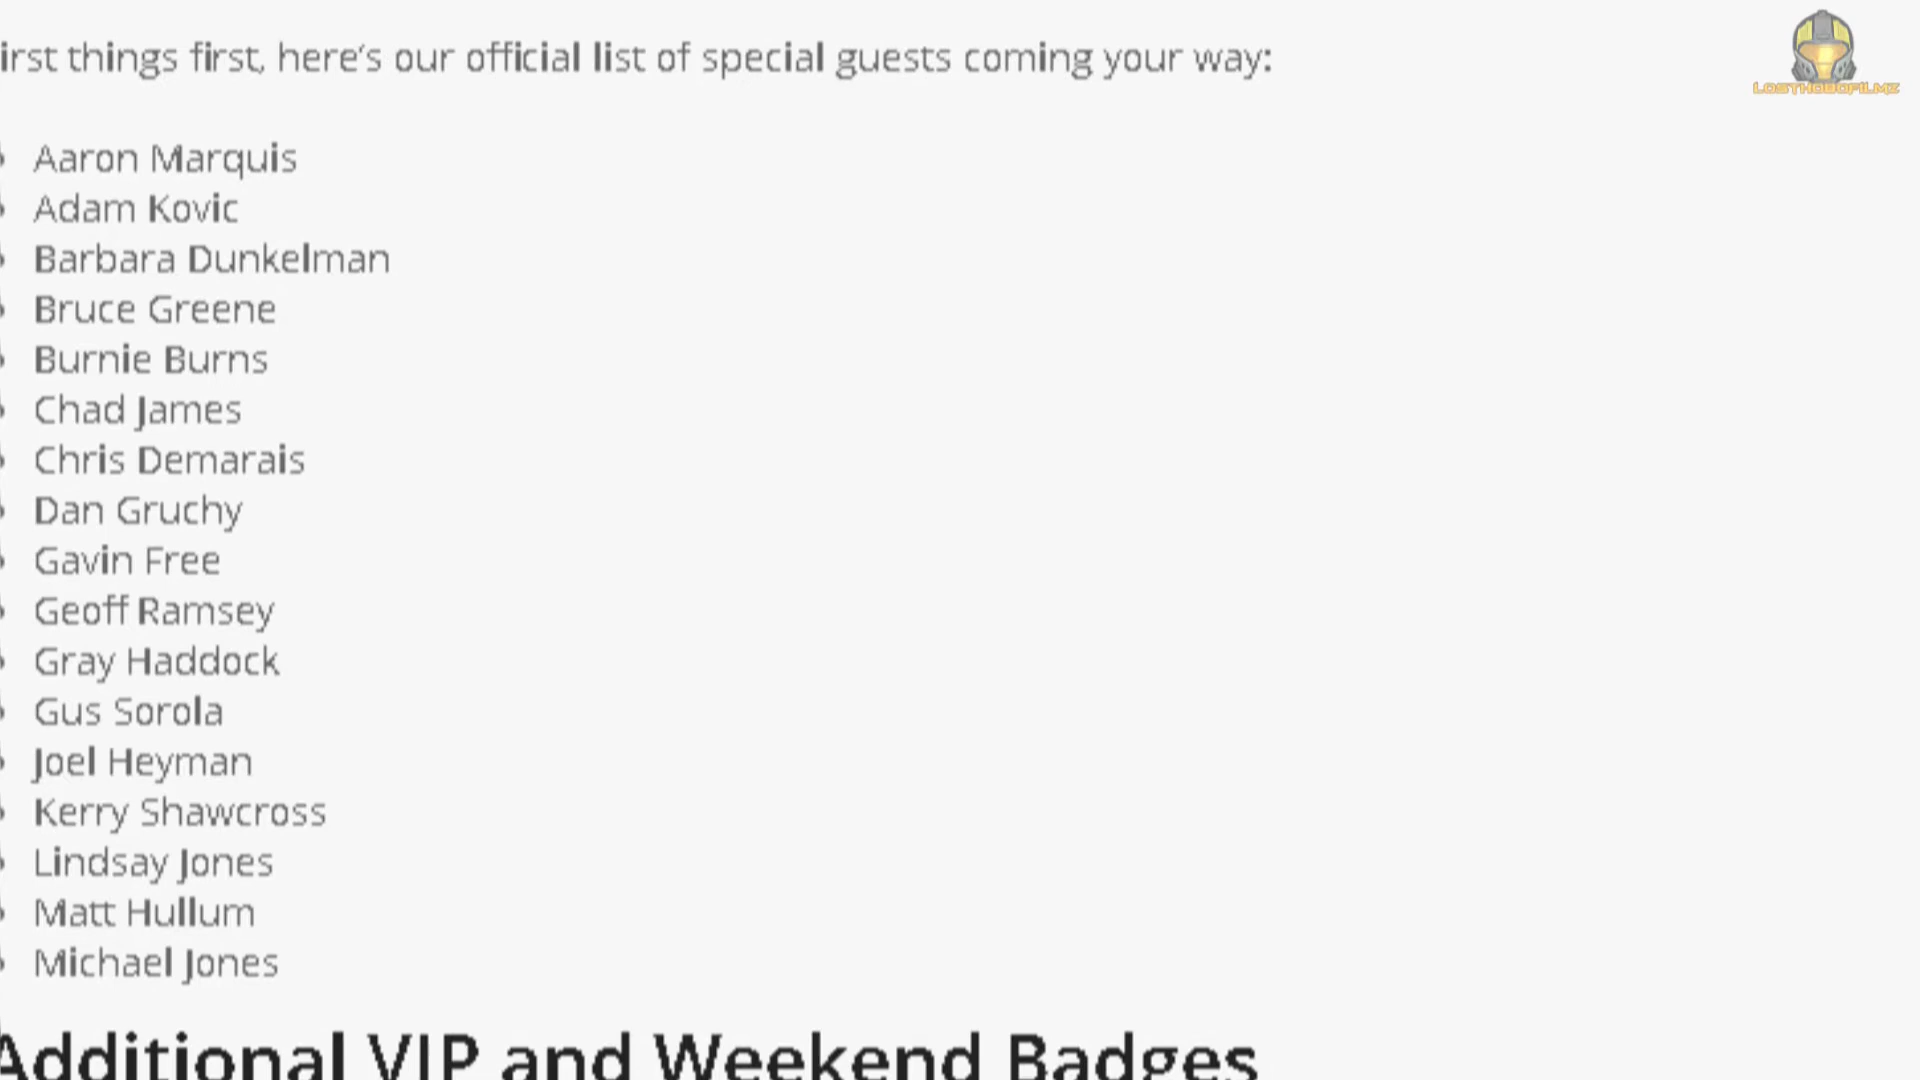 irst things first, here's our official list of special guests coming your way:
LOSTHOBOFILMZ
Aaron Marquis
Adam Kovic
Barbara Dunkelman
Bruce Greene
Burnie Burns
Chad James
Chris Demarais
Dan Gruchy
Gavin Free
Geoff Ramsey
Gray Haddock
Gus Sorola
Joel Heyman
Kerry Shawcross
Lindsay Jones
Matt Hullum
Michael Jones
Additional VIP and Weekend Badges